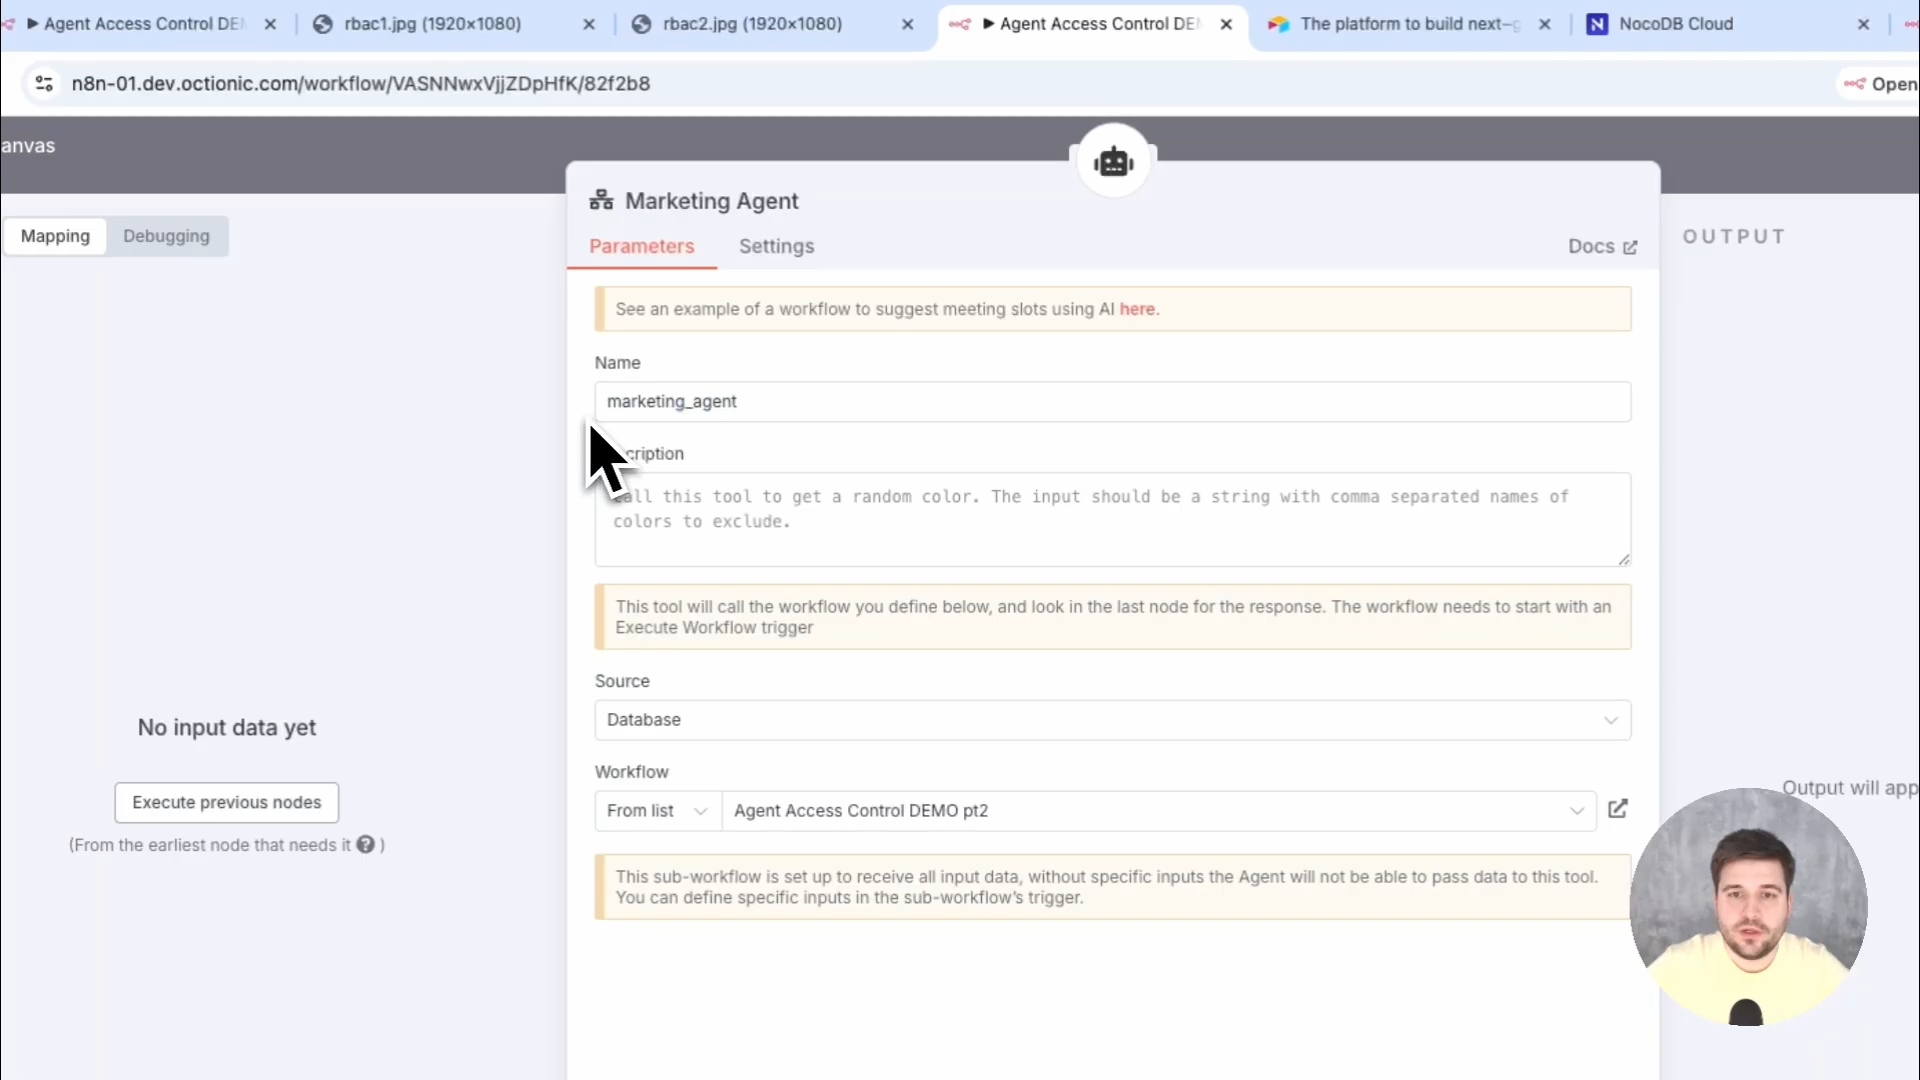 Agent Access Control DE
rbac1.jpg (1920×1080)
rbac2.jpg (1920×1080)
Agent Access Control DE
The platform to build next-g
NocoDB Cloud
n8n-01.dev.octionic.com/workflow/VASNNwxVjjZDpHfK/82f2b8
Open
anvas
Marketing Agent
Mapping
Debugging
Parameters
Settings
Docs
OUTPUT
See an example of a workflow to suggest meeting slots using AI here.
Name
marketing_agent
cription
all this tool to get a random color. The input should be a string with comma separated names of
colors to exclude.
This tool will call the workflow you define below, and look in the last node for the response. The workflow needs to start with an
Execute Workflow trigger
Source
Database
No input data yet
Workflow
Execute previous nodes
From list
Agent Access Control DEMO pt2
Output will app
(From the earliest node that needs it ? )
This sub-workflow is set up to receive all input data, without specific inputs the Agent will not be able to pass data to this tool.
You can define specific inputs in the sub-workflow's trigger.